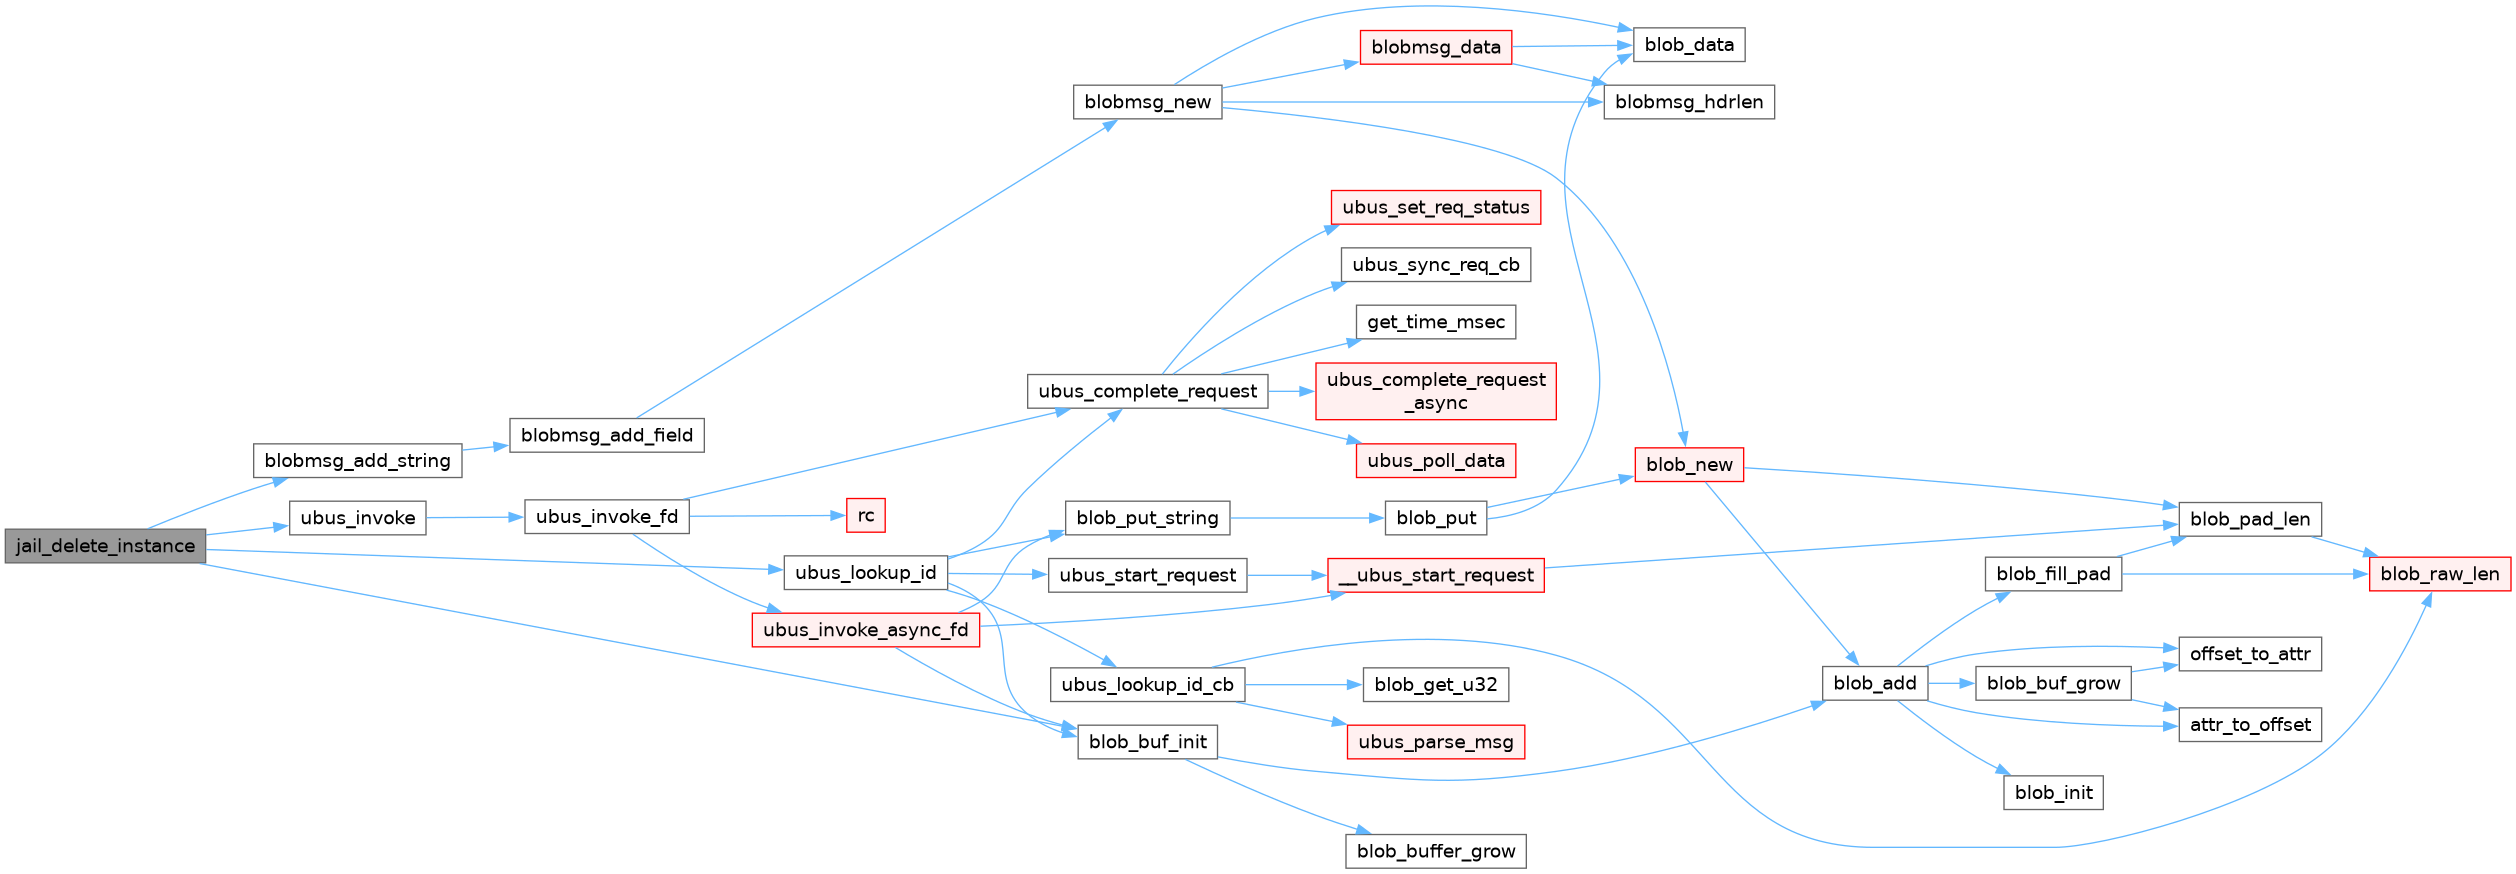 blob_data
blobmsg_data
blobmsg_new
blobmsg_hdrlen
ubus_set_req_status
ubus_sync_req_cb
get_time_msec
ubus_complete_request
ubus_complete_request
_async
blobmsg_add_field
blobmsg_add_string
ubus_poll_data
blob_new
ubus_invoke
ubus_invoke_fd
rc
blob_put_string
blob_put
blob_pad_len
jail_delete_instance
ubus_lookup_id
ubus_start_request
__ubus_start_request
blob_fill_pad
blob_raw_len
ubus_invoke_async_fd
offset_to_attr
ubus_lookup_id_cb
blob_get_u32
blob_add
blob_buf_grow
attr_to_offset
blob_buf_init
ubus_parse_msg
blob_init
blob_buffer_grow